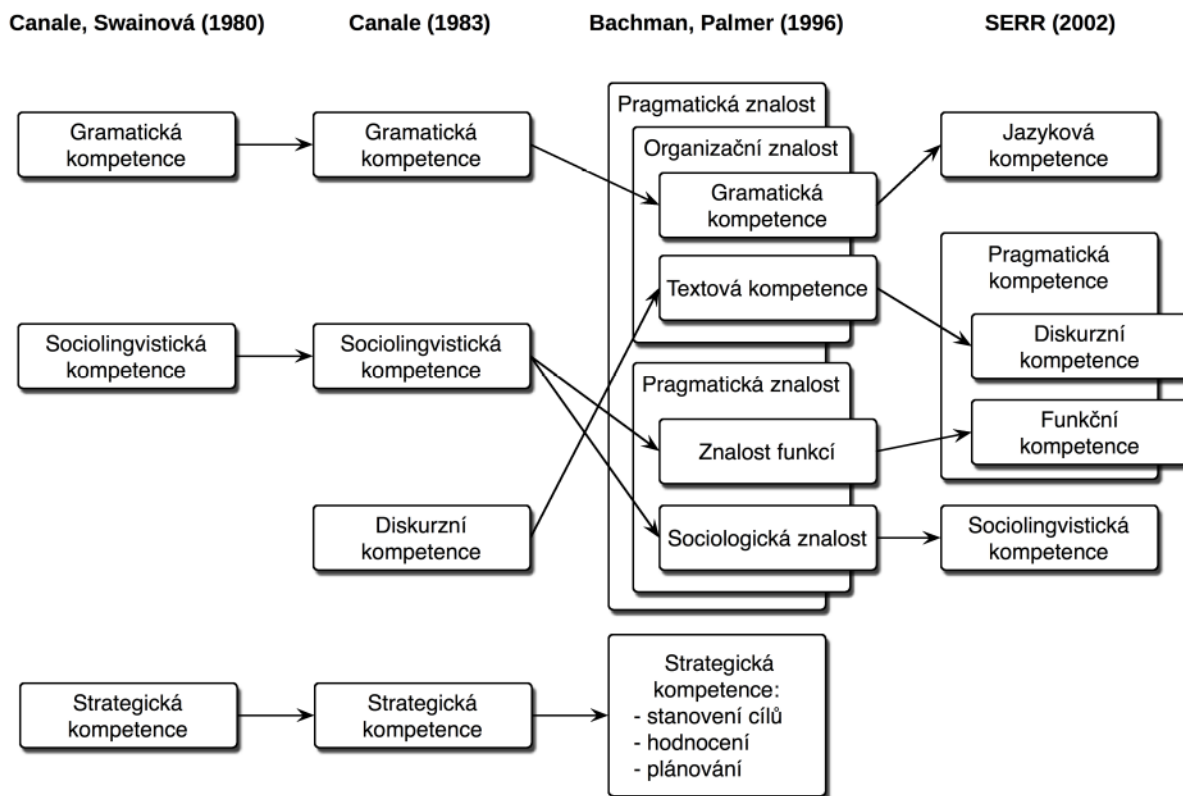 Canale, Swainová (1980)
Canale (1983)
Bachman, Palmer (1996)
SERR (2002)
Gramatická
kompetence
Sociolingvistická
kompetence
Strategická
kompetence
Gramatická
kompetence
Sociolingvistická
kompetence
Diskurzní
kompetence
Strategická
kompetence
Pragmatická znalost
Organizační znalost
Gramatická
kompetence
Textová kompetence
Pragmatická znalost
Znalost funkcí
Sociologická znalost
Strategická
kompetence:
- stanovení cílů
- hodnocení
- plánování
Jazyková
kompetence
Pragmatická
kompetence
Diskurzní
kompetence
Funkční
kompetence
Sociolingvistická
kompetence